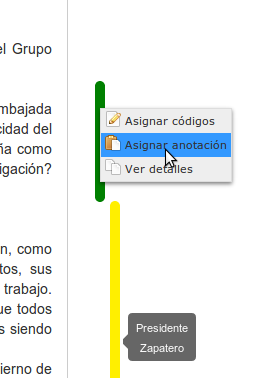 el Grupo
mbajada
cidad del
ña como
igación?
Asignar códigos
Asignar anotación
Ver detalles
n, como
tos, sus
trabajo.
ue todos
s siendo
ierno de
Presidente
Zapatero